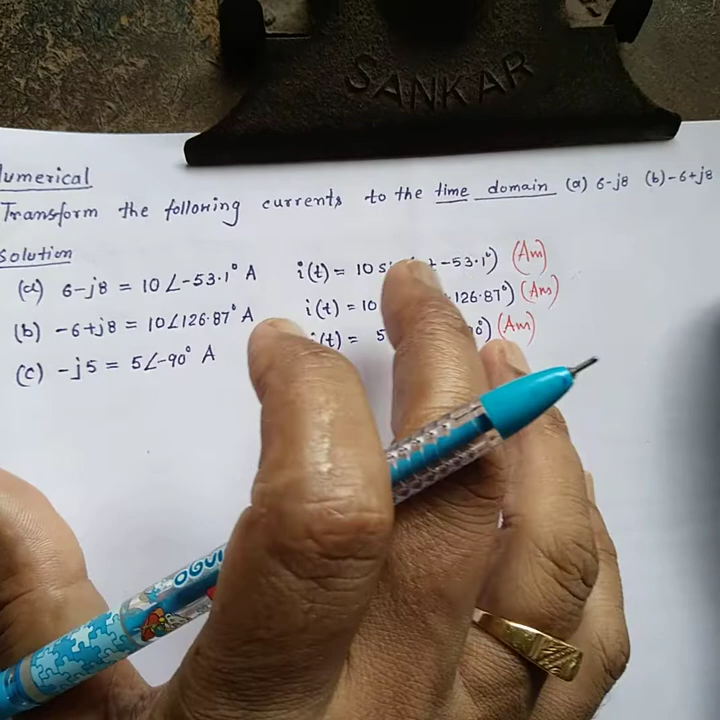 SANKAR
Numerical
Transform the following currents to the time domain (a) 6-j8 (b) -6+j8
Solution
(a) 6-j8 = 10∠-53.1° A i(t) = 10 -53.1°) (Ans)
(b) -6+j8 = 10∠126.87° A i(t) = 10 126.87°) (Ans)
(c) -j5 = 5∠-90° A i(t) = 5 (Ans)